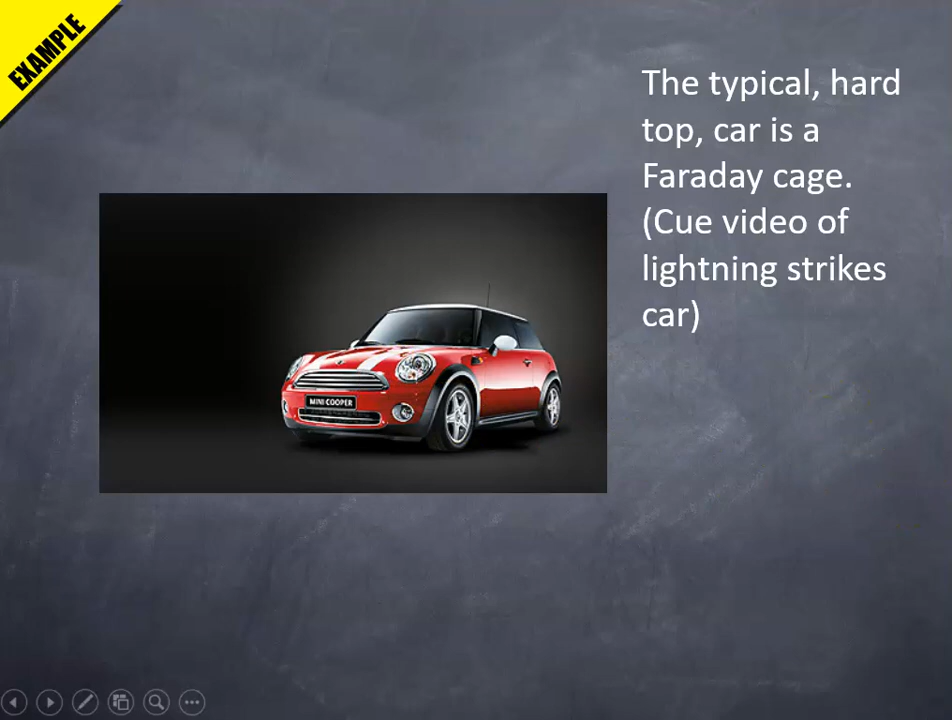 EXAMPLE
The typical, hard
top, car is a
Faraday cage.
(Cue video of
lightning strikes
car)
MINI COOPER